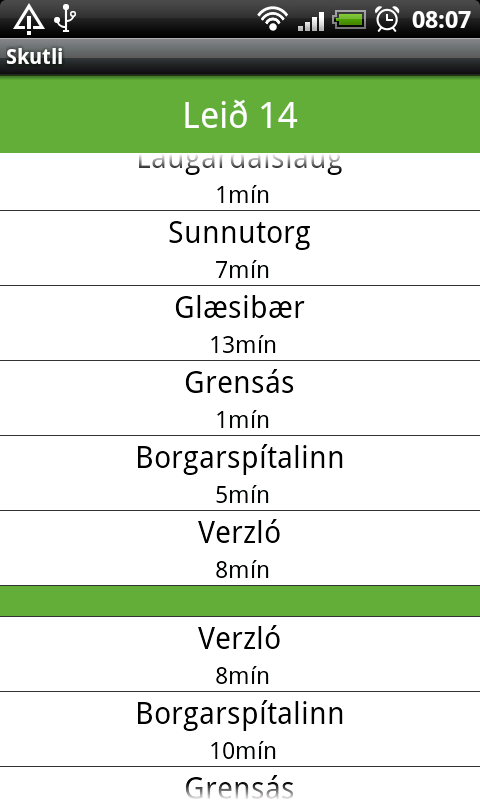 08:07
Skutli
Leið 14
Laugardalslaug
1mín
Sunnutorg
7mín
Glæsibær
13mín
Grensás
1mín
Borgarspítalinn
5mín
Verzló
8mín
Verzló
8mín
Borgarspítalinn
10mín
Grensás